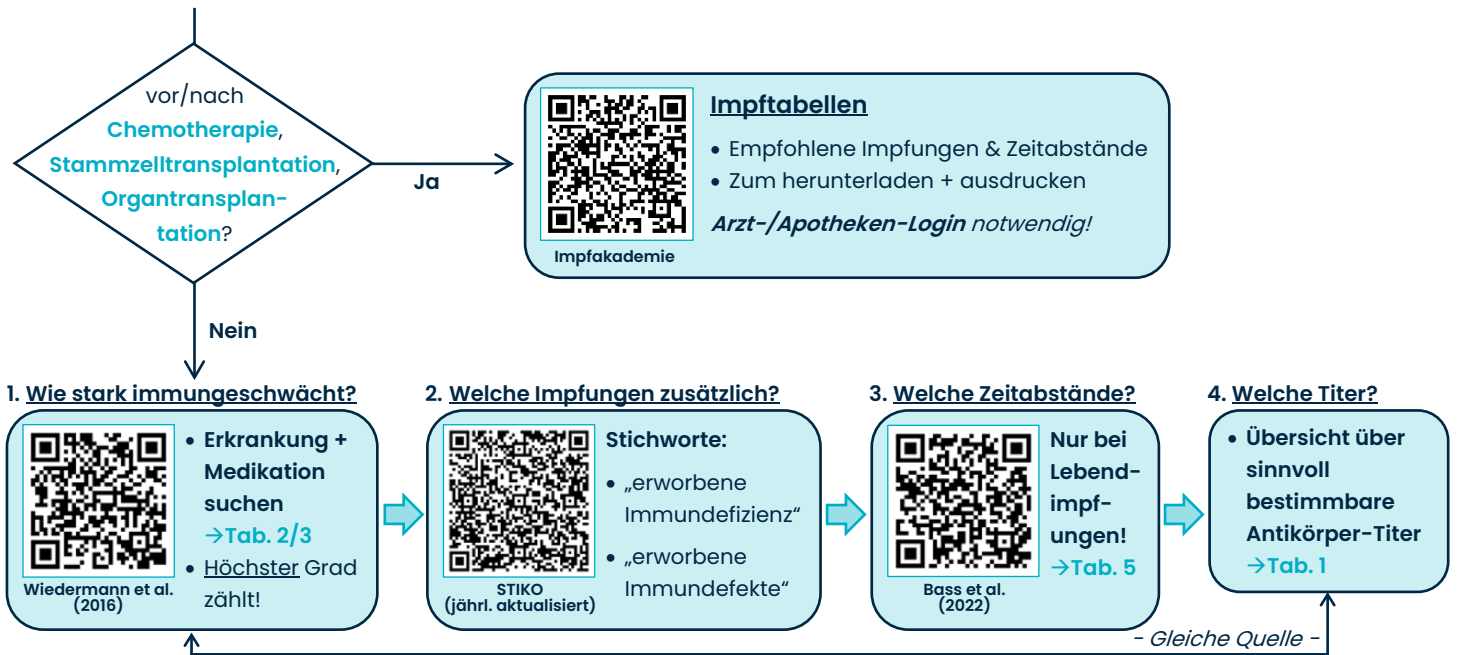 vor/nach
Chemotherapie,
Stammzelltransplantation,
Organtransplan-
tation?
Ja
Impftabellen
• Empfohlene Impfungen & Zeitabstände
• Zum herunterladen + ausdrucken
Arzt-/Apotheken-Login notwendig!
Impfakademie
Nein
1. Wie stark immungeschwächt?
• Erkrankung +
Medikation
suchen
→Tab. 2/3
• Höchster Grad
zählt!
Wiedermann et al.
(2016)
2. Welche Impfungen zusätzlich?
Stichworte:
• „erworbene
Immundefizienz“
• „erworbene
Immundefekte“
STIKO
(jährl. aktualisiert)
3. Welche Zeitabstände?
Nur bei
Lebend-
impf-
ungen!
→Tab. 5
Bass et al.
(2022)
4. Welche Titer?
• Übersicht über
sinnvoll
bestimmbare
Antikörper-Titer
→Tab. 1
- Gleiche Quelle -